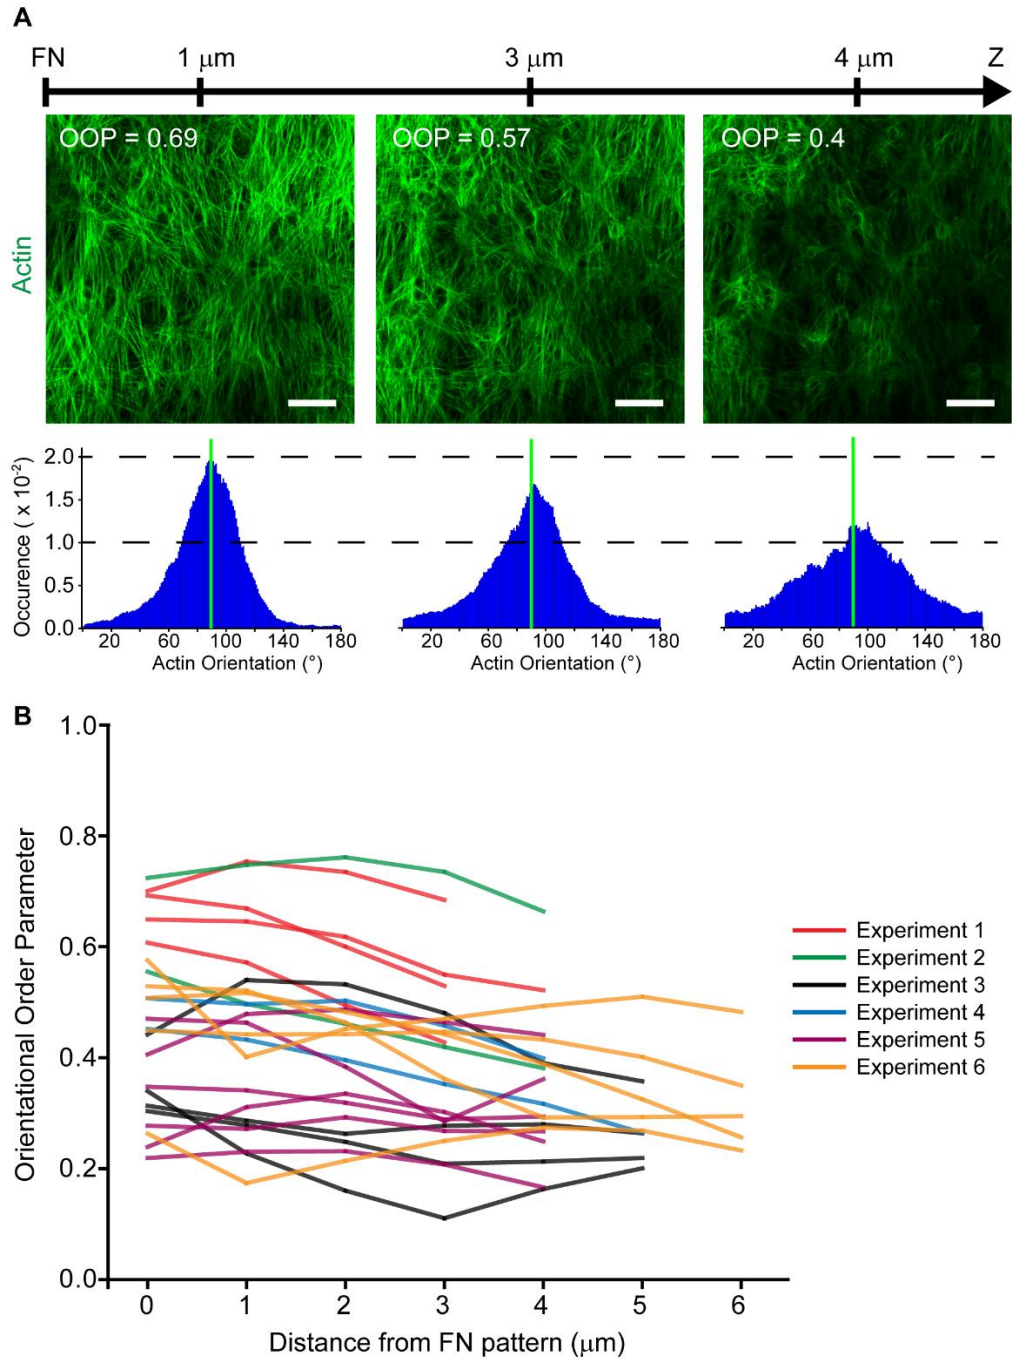 A
FN 1 μm 3 μm 4 μm Z
OOP = 0.69 OOP = 0.57 OOP = 0.4
Actin
Occurence ( x 10⁻²)
2.0
1.5
1.0
0.5
0.0
20 60 100 140 180 20 60 100 140 180 20 60 100 140 180
Actin Orientation (°) Actin Orientation (°) Actin Orientation (°)
B
Orientational Order Parameter
1.0
0.8
0.6
0.4
0.2
0.0
0 1 2 3 4 5 6
Distance from FN pattern (μm)
Experiment 1
Experiment 2
Experiment 3
Experiment 4
Experiment 5
Experiment 6